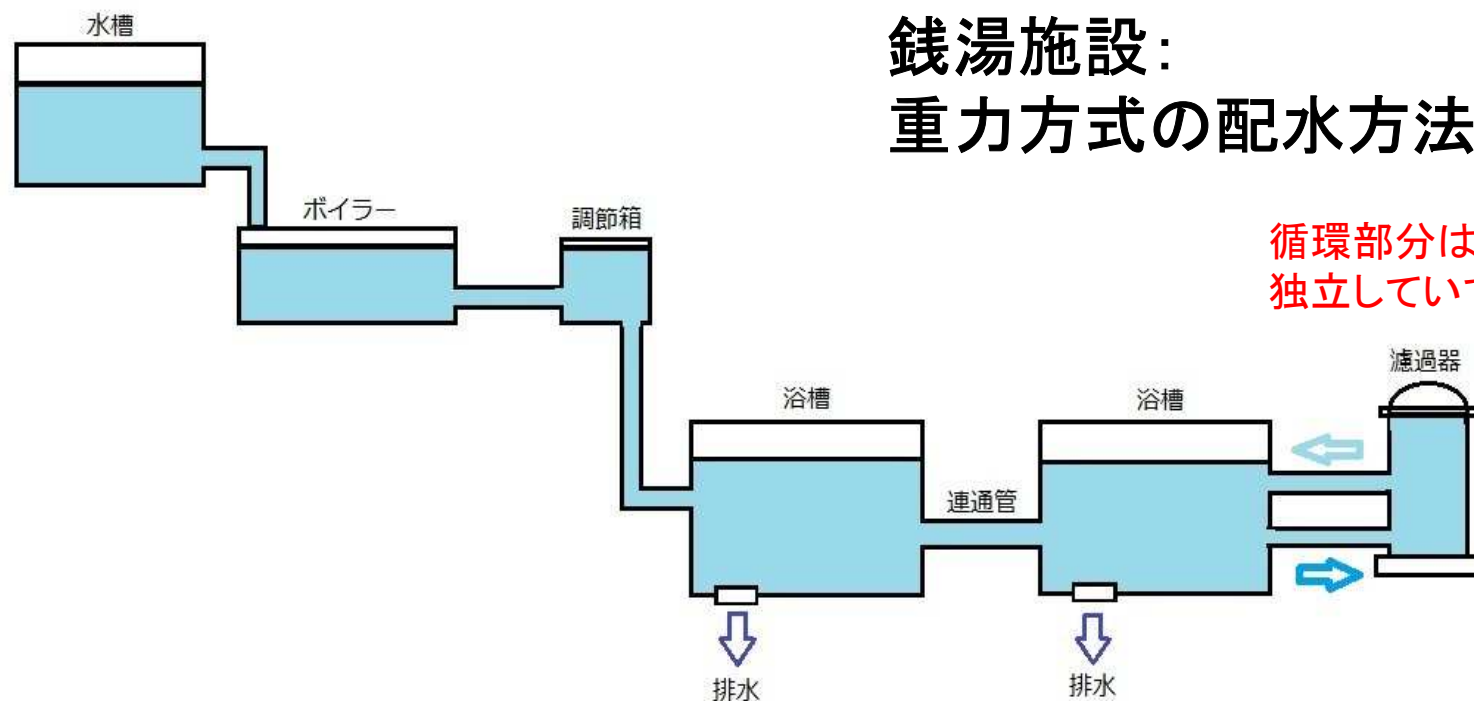 銭湯施設：
重力方式の配水方法
水槽
ボイラー
調節箱
循環部分は
独立してい
濾過器
浴槽
浴槽
連通管
排水
排水